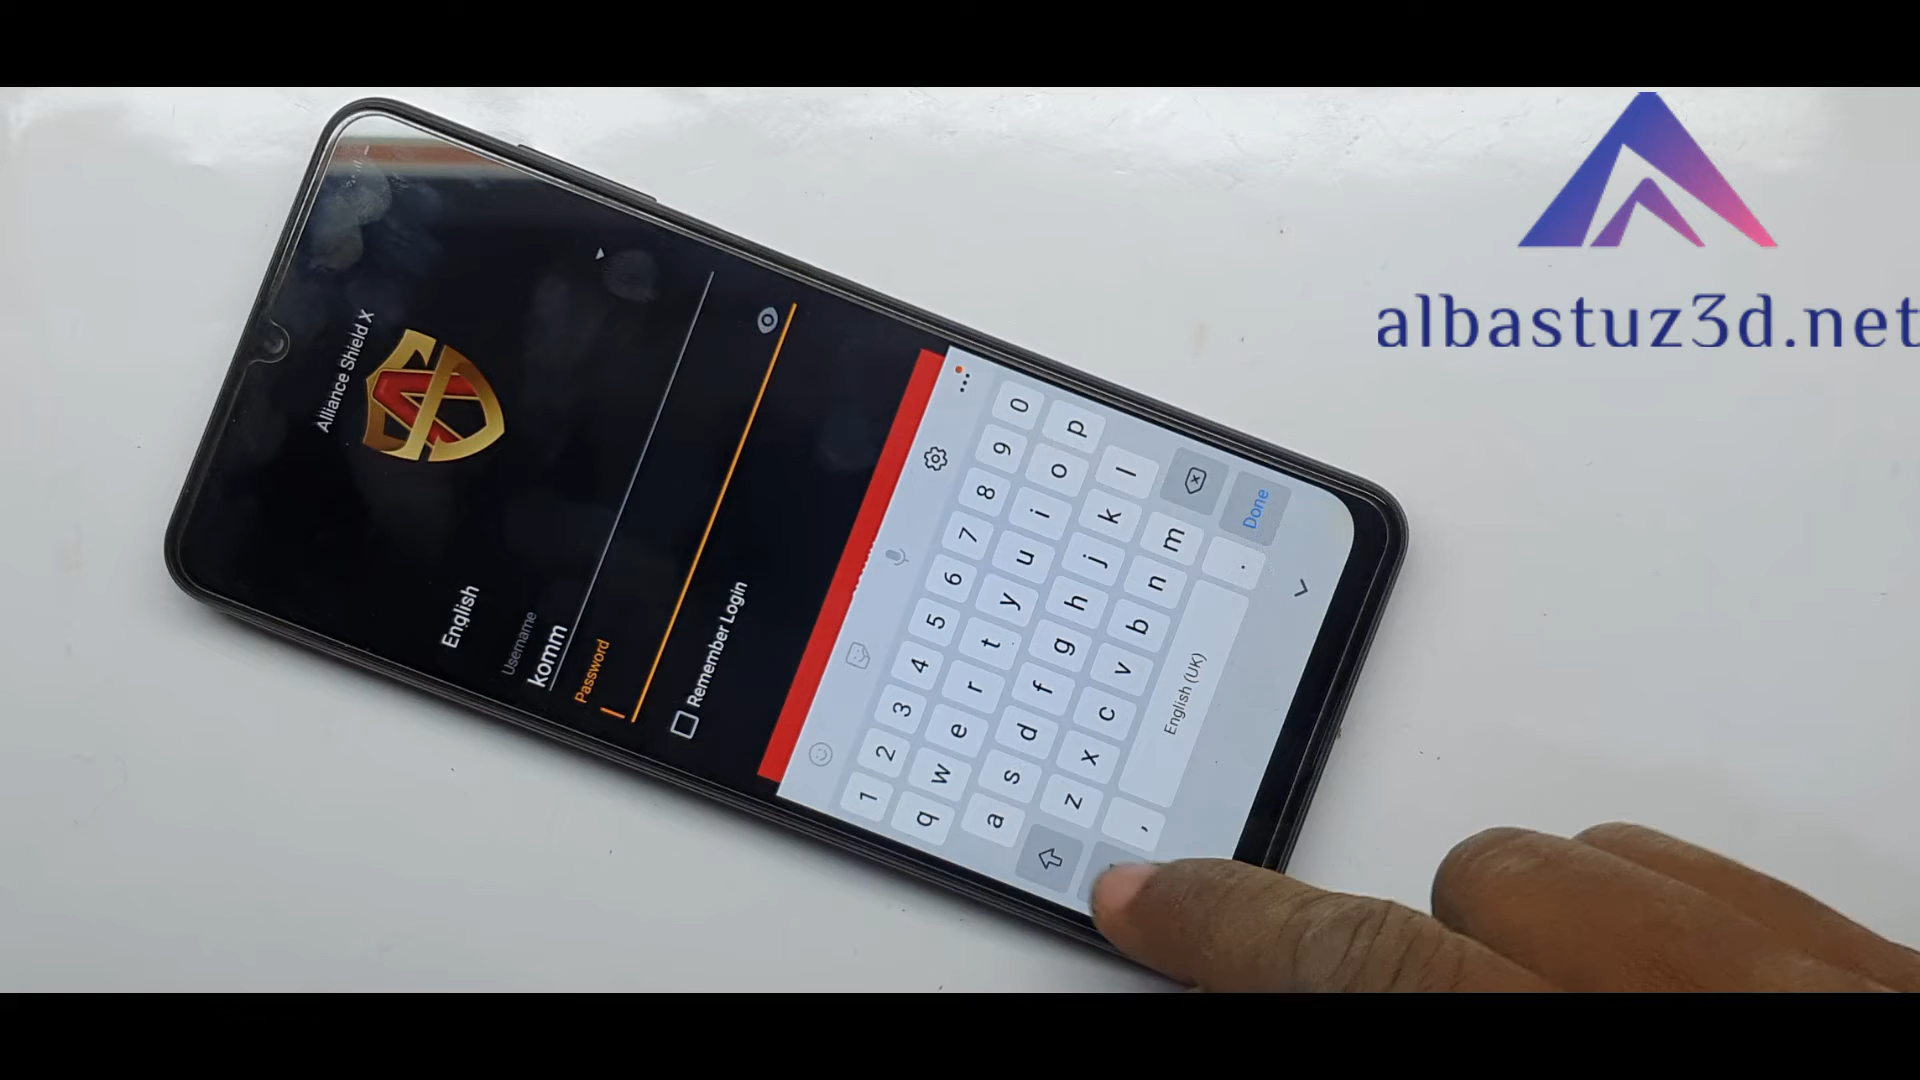 albastuz3d.net
Alliance Shield X
English
Username
komm
Password
Remember Login
1 2 3 4 5 6 7 8 9 0
q w e r t y u i o p
a s d f g h j k l
z x c v b n m
, English (UK) . Done